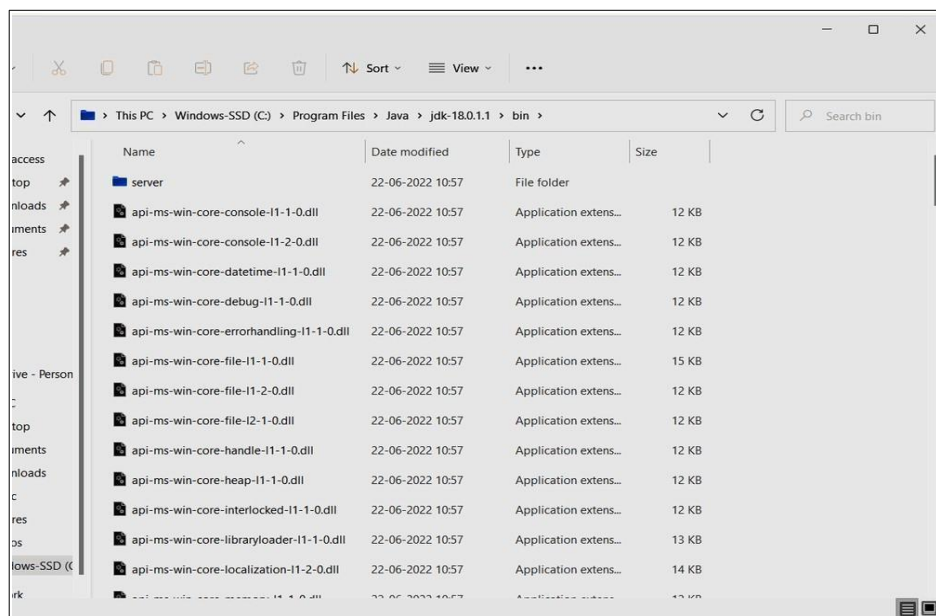 Sort
View
•••
This PC > Windows-SSD (C:) > Program Files > Java > jdk-18.0.1.1 > bin >
Search bin
Name Date modified Type Size
access
top
nloads
uments
res
ive - Person
top
uments
nloads
res
os
lows-SSD (C
rk
server 22-06-2022 10:57 File folder
api-ms-win-core-console-l1-1-0.dll 22-06-2022 10:57 Application extens... 12 KB
api-ms-win-core-console-l1-2-0.dll 22-06-2022 10:57 Application extens... 12 KB
api-ms-win-core-datetime-l1-1-0.dll 22-06-2022 10:57 Application extens... 12 KB
api-ms-win-core-debug-l1-1-0.dll 22-06-2022 10:57 Application extens... 12 KB
api-ms-win-core-errorhandling-l1-1-0.dll 22-06-2022 10:57 Application extens... 12 KB
api-ms-win-core-file-l1-1-0.dll 22-06-2022 10:57 Application extens... 15 KB
api-ms-win-core-file-l1-2-0.dll 22-06-2022 10:57 Application extens... 12 KB
api-ms-win-core-file-l2-1-0.dll 22-06-2022 10:57 Application extens... 12 KB
api-ms-win-core-handle-l1-1-0.dll 22-06-2022 10:57 Application extens... 12 KB
api-ms-win-core-heap-l1-1-0.dll 22-06-2022 10:57 Application extens... 12 KB
api-ms-win-core-interlocked-l1-1-0.dll 22-06-2022 10:57 Application extens... 12 KB
api-ms-win-core-libraryloader-l1-1-0.dll 22-06-2022 10:57 Application extens... 13 KB
api-ms-win-core-localization-l1-2-0.dll 22-06-2022 10:57 Application extens... 14 KB